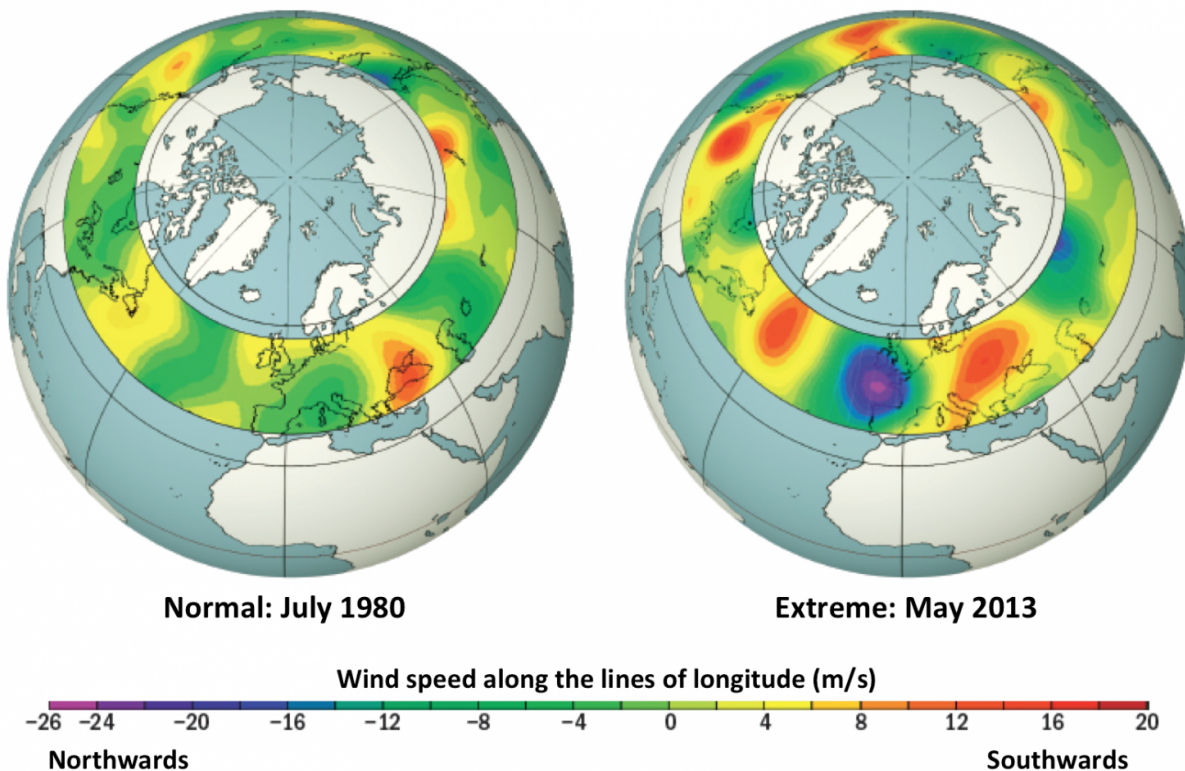 Normal: July 1980
Extreme: May 2013
Wind speed along the lines of longitude (m/s)
−26 −24 −20 −16 −12 −8 −4 0 4 8 12 16 20
Northwards
Southwards